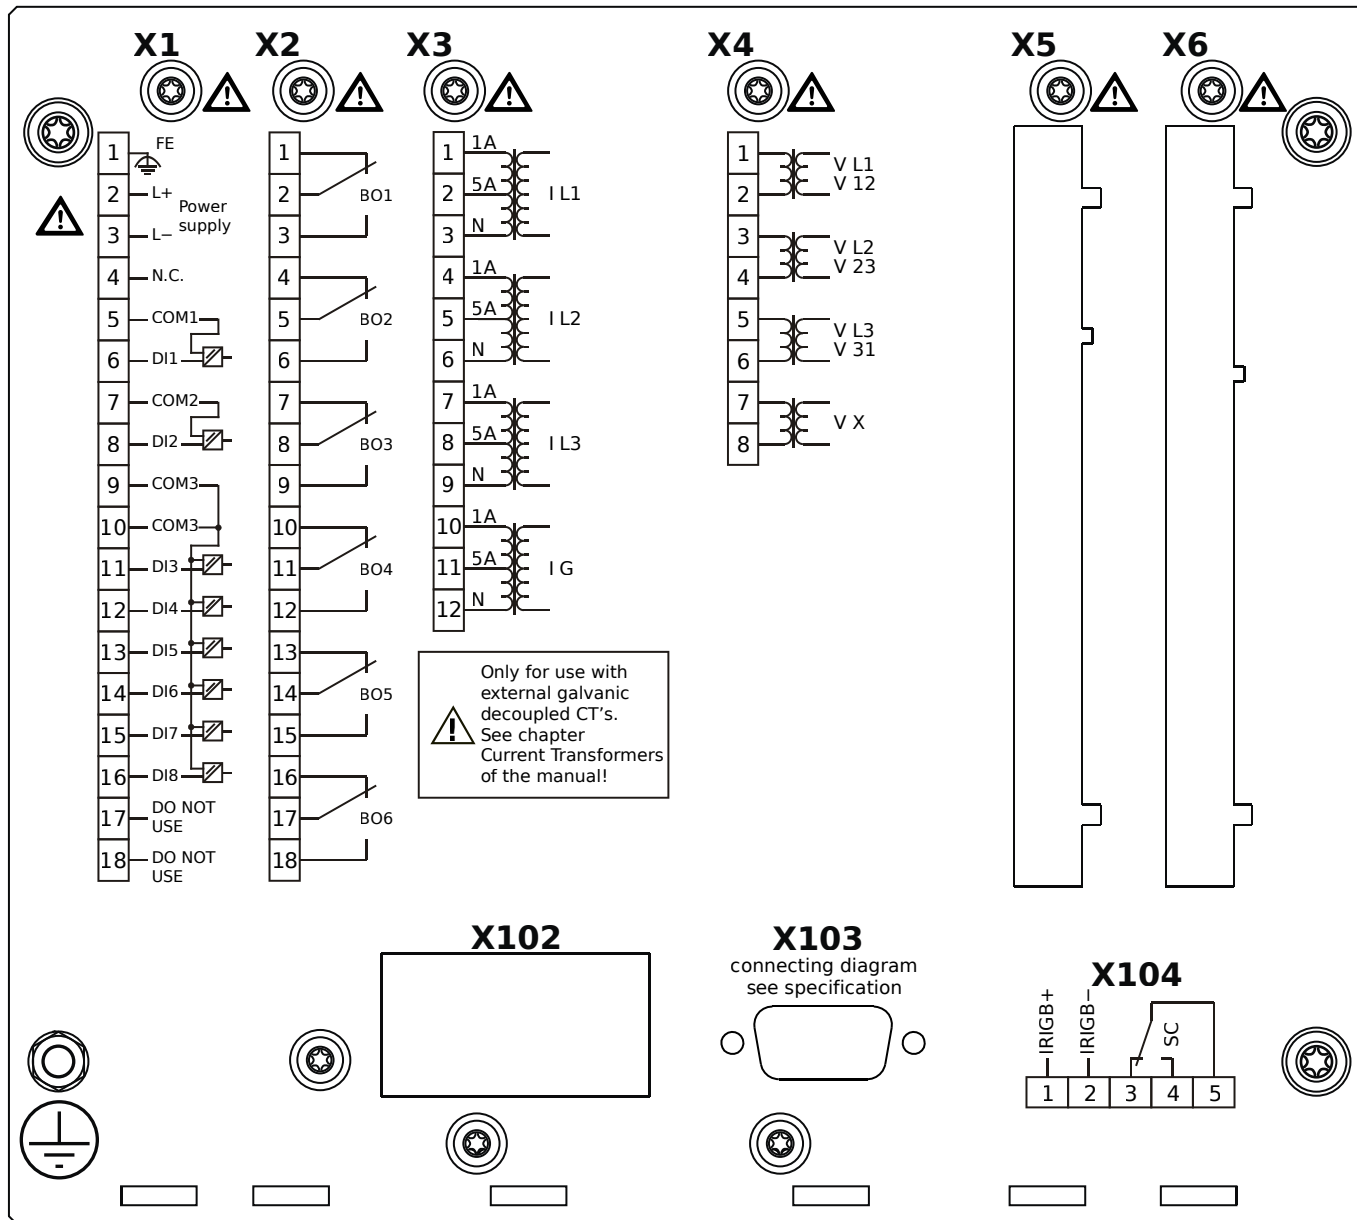 X1
X2
X3
X4
X5
X6
1 FE
2 L+
Power
supply
3 L−
4 N.C.
5 COM1
6 DI1
7 COM2
8 DI2
9 COM3
10 COM3
11 DI3
12 DI4
13 DI5
14 DI6
15 DI7
16 DI8
17 DO NOT
USE
18 DO NOT
USE
1
2 BO1
3
4
5 BO2
6
7
8 BO3
9
10
11 BO4
12
13
14 BO5
15
16
17 BO6
18
1 1A
2 5A I L1
3 N
4 1A
5 5A I L2
6 N
7 1A
8 5A I L3
9 N
10 1A
11 5A I G
12 N
Only for use with
external galvanic
decoupled CT's.
See chapter
Current Transformers
of the manual!
1 V L1
2 V 12
3 V L2
4 V 23
5 V L3
6 V 31
7 V X
8
X102
X103
connecting diagram
see specification
X104
IRIGB+
IRIGB−
SC
1 2 3 4 5